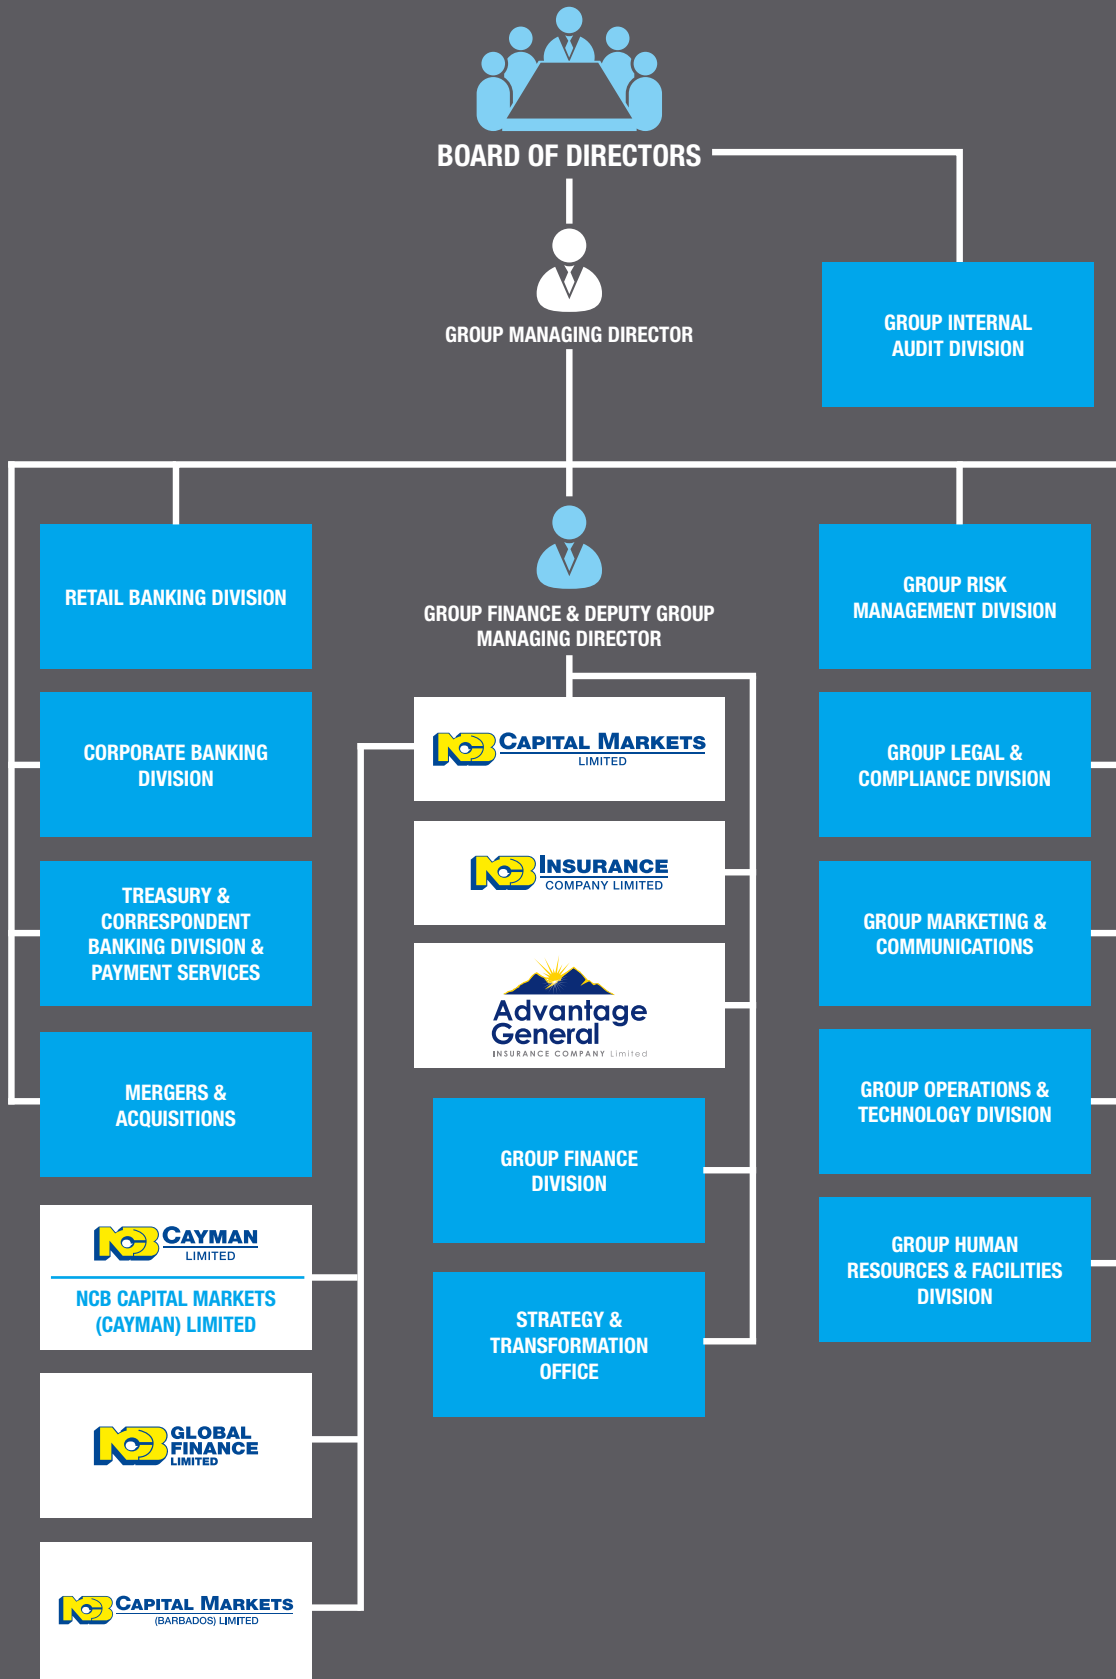 BOARD OF DIRECTORS
GROUP MANAGING DIRECTOR
GROUP INTERNAL
AUDIT DIVISION
RETAIL BANKING DIVISION
CORPORATE BANKING
DIVISION
TREASURY &
CORRESPONDENT
BANKING DIVISION &
PAYMENT SERVICES
MERGERS &
ACQUISITIONS
NCB CAYMAN
LIMITED
NCB CAPITAL MARKETS
(CAYMAN) LIMITED
NCB GLOBAL
FINANCE
LIMITED
NCB CAPITAL MARKETS
(BARBADOS) LIMITED
GROUP FINANCE & DEPUTY GROUP
MANAGING DIRECTOR
NCB CAPITAL MARKETS
LIMITED
NCB INSURANCE
COMPANY LIMITED
Advantage
General
INSURANCE COMPANY Limited
GROUP FINANCE
DIVISION
STRATEGY &
TRANSFORMATION
OFFICE
GROUP RISK
MANAGEMENT DIVISION
GROUP LEGAL &
COMPLIANCE DIVISION
GROUP MARKETING &
COMMUNICATIONS
GROUP OPERATIONS &
TECHNOLOGY DIVISION
GROUP HUMAN
RESOURCES & FACILITIES
DIVISION